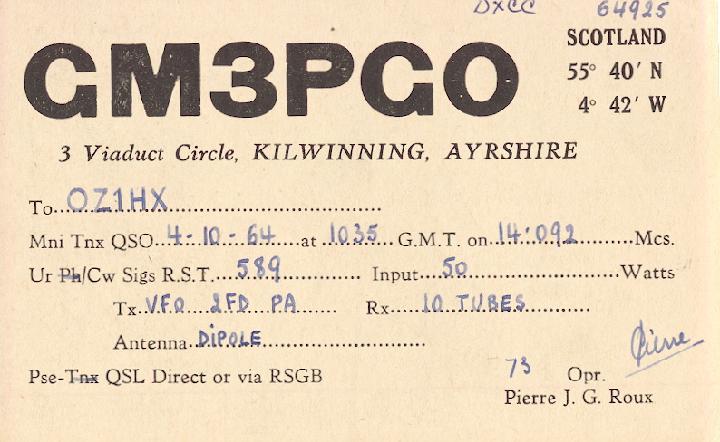 DXCC 64925
GM3PGO
SCOTLAND
55° 40′ N
4° 42′ W
3 Viaduct Circle, KILWINNING, AYRSHIRE
To OZ1HX
Mni Tnx QSO 4-10-64 at 1035 G.M.T. on 14.092 Mcs.
Ur Ph/Cw Sigs R.S.T. 589 Input 50 Watts
Tx VFO 2FD PA Rx 10 TUBES
Antenna DiPOLE
Pierre
Pse-Tnx QSL Direct or via RSGB 73 Opr.
Pierre J. G. Roux